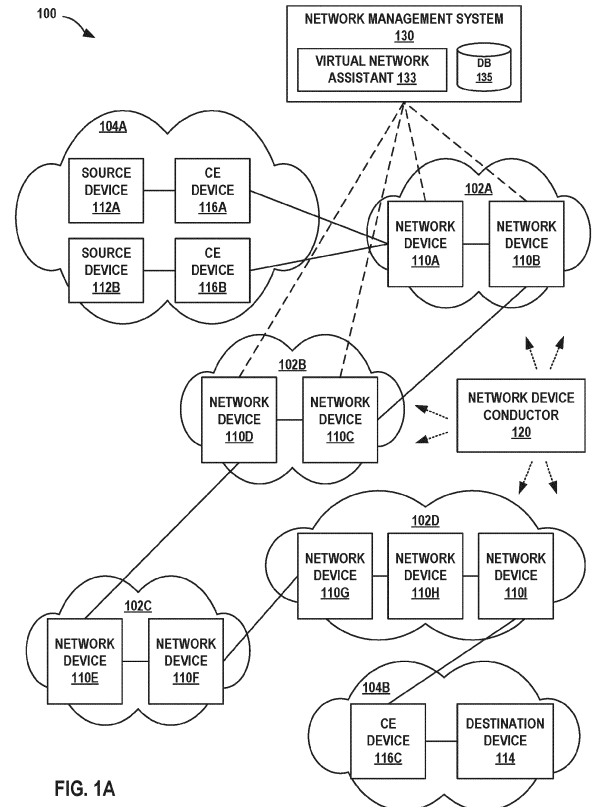 100
NETWORK MANAGEMENT SYSTEM
130
VIRTUAL NETWORK
ASSISTANT 133
DB
135
104A
SOURCE
DEVICE
112A
CE
DEVICE
116A
SOURCE
DEVICE
112B
CE
DEVICE
116B
102A
NETWORK
DEVICE
110A
NETWORK
DEVICE
110B
102B
NETWORK
DEVICE
110D
NETWORK
DEVICE
110C
NETWORK DEVICE
CONDUCTOR
120
102D
NETWORK
DEVICE
110G
NETWORK
DEVICE
110H
NETWORK
DEVICE
110I
102C
NETWORK
DEVICE
110E
NETWORK
DEVICE
110F
104B
CE
DEVICE
116C
DESTINATION
DEVICE
114
FIG. 1A